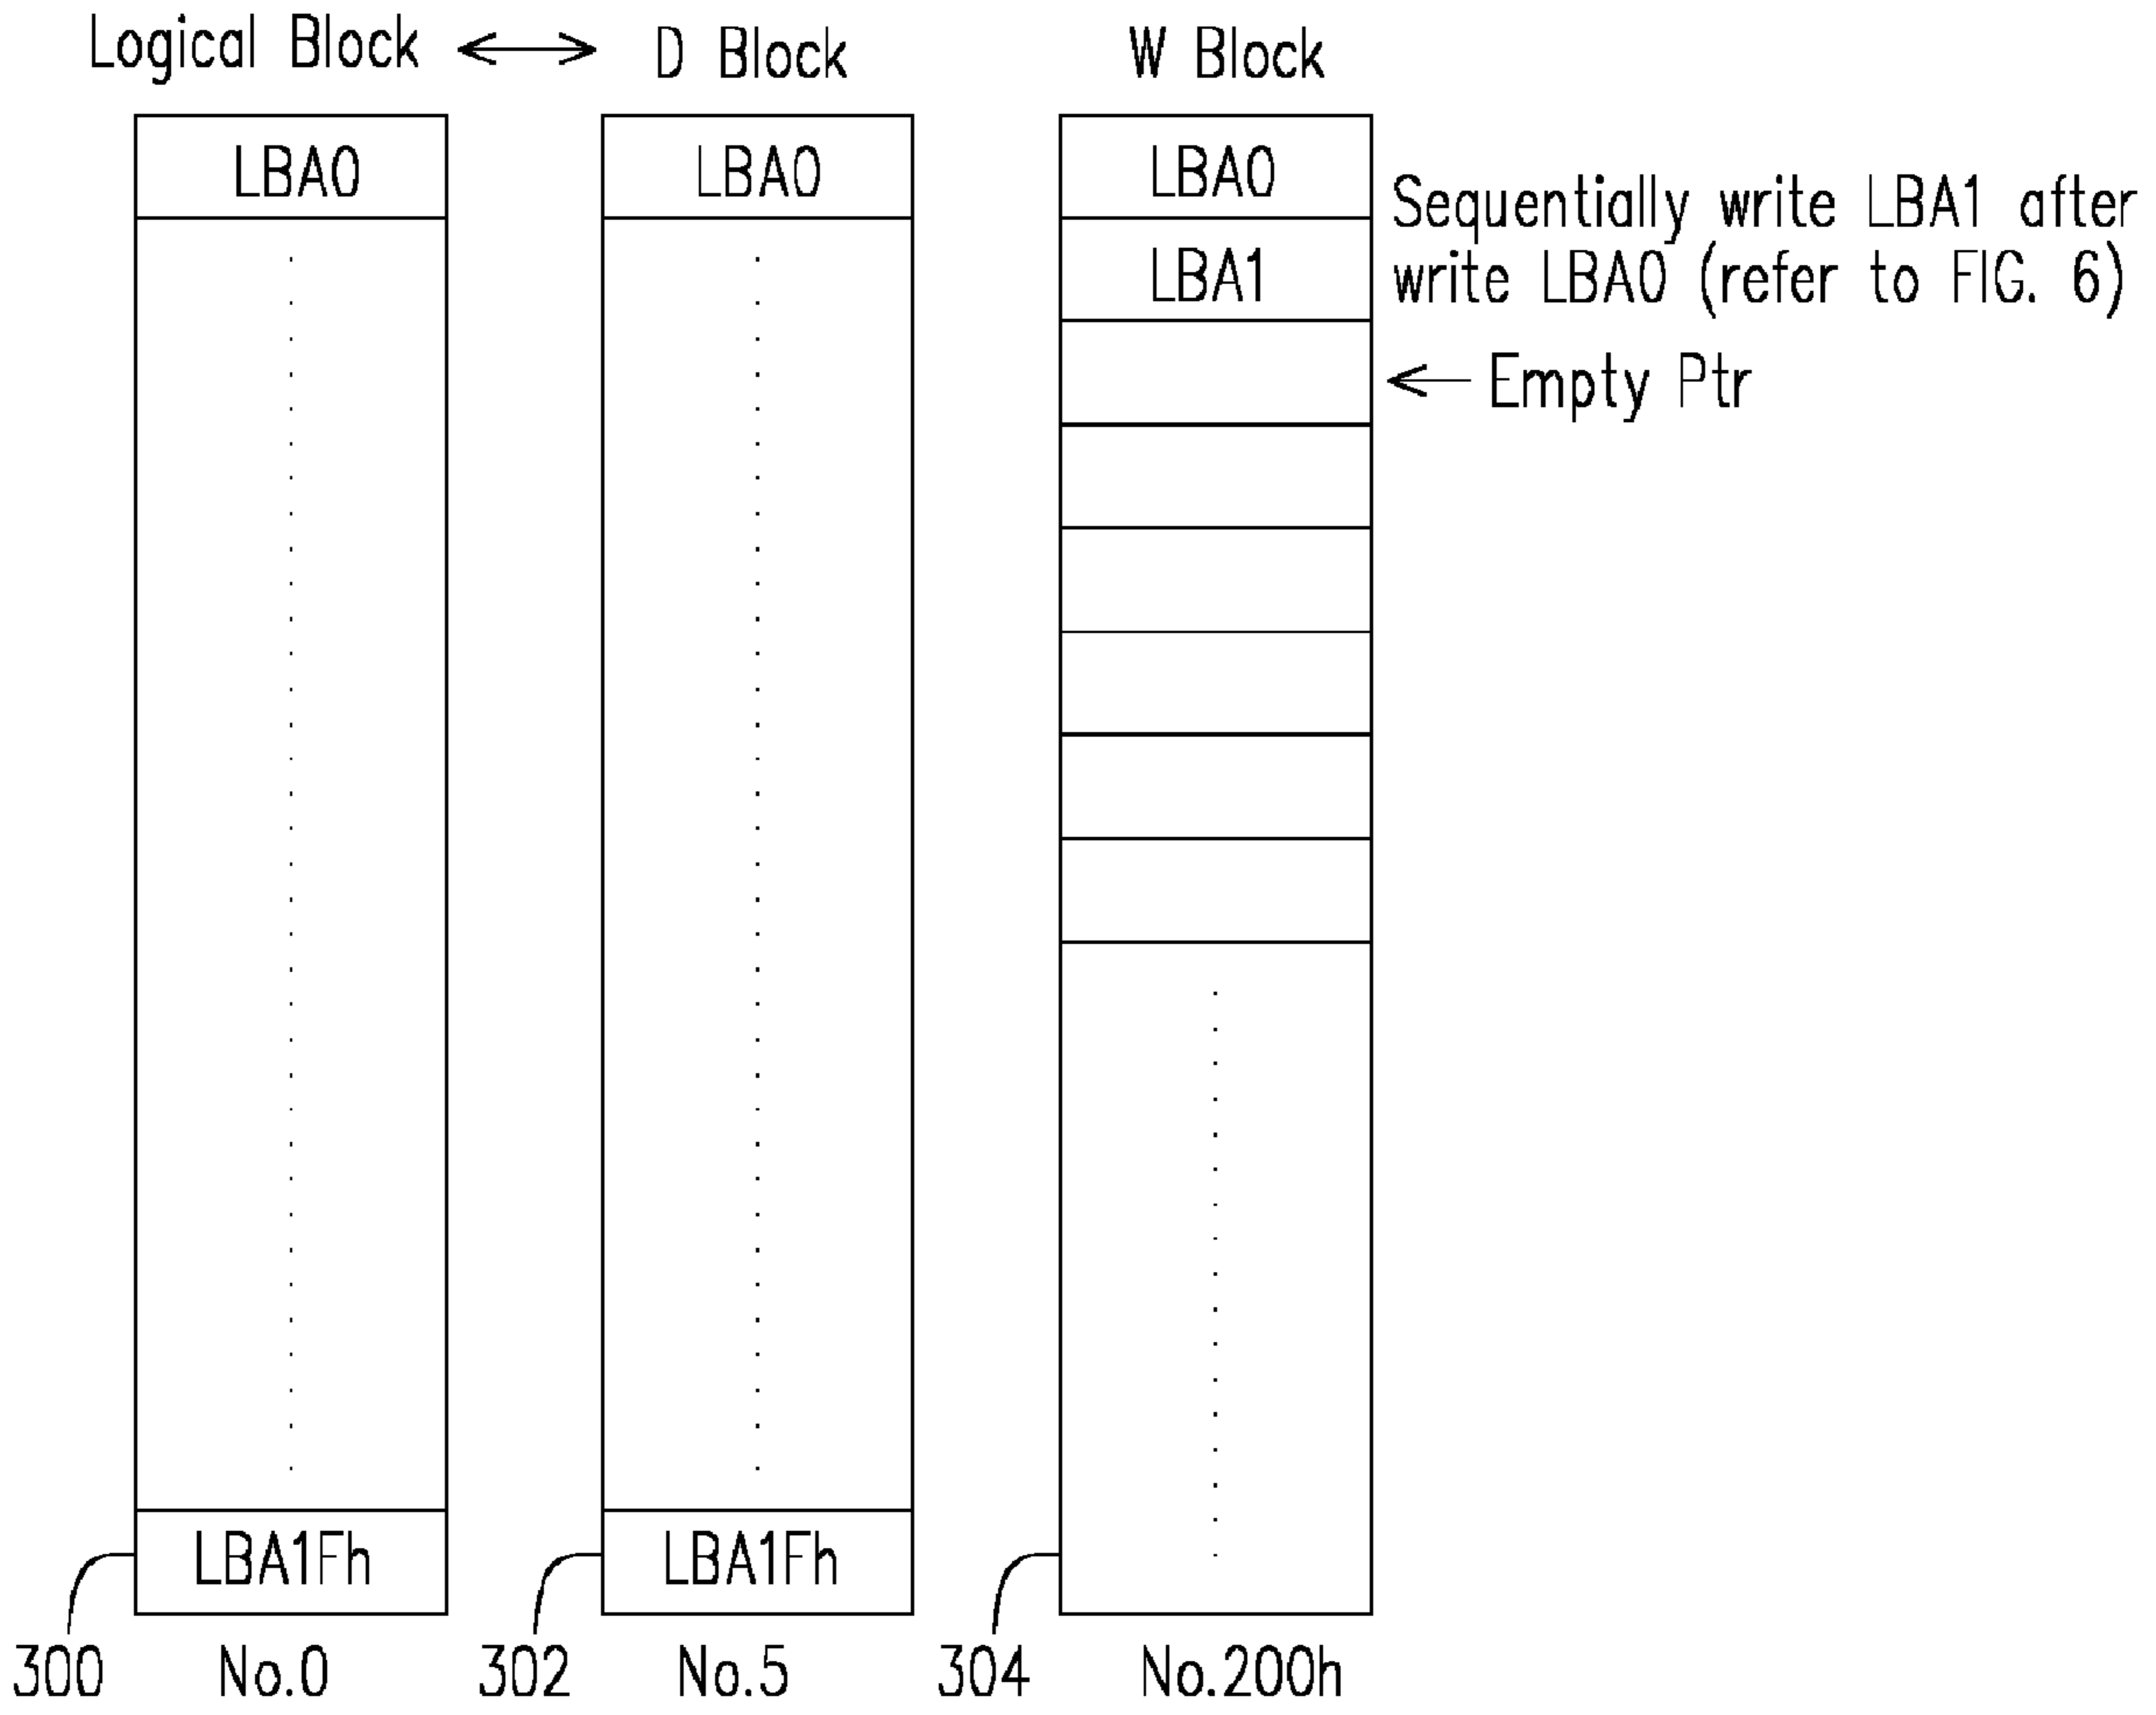 Logical Block D Block W Block
LBA0 LBA0 LBA0
Sequentially write LBA1 after
LBA1 write LBA0 (refer to FIG. 6)
Empty Ptr
LBA1Fh LBA1Fh
300 No.0 302 No.5 304 No.200h